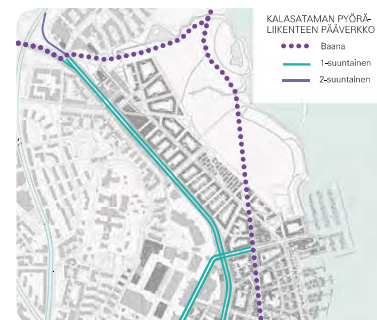 KALASATAMAN PYÖRÄ-
LIIKENTEEN PÄÄVERKKO
Baana
1-suuntainen
2-suuntainen